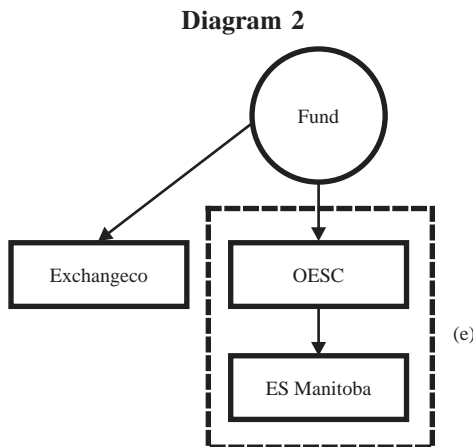 Diagram 2
Fund
Exchangeco
OESC
(e)
ES Manitoba